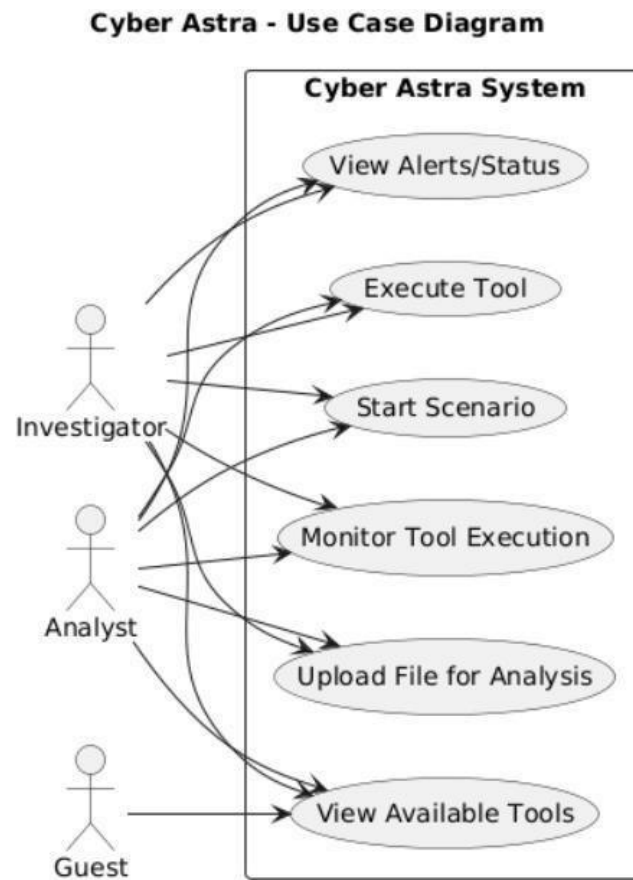 Cyber Astra - Use Case Diagram
Cyber Astra System
View Alerts/Status
Execute Tool
Investigator
Start Scenario
Monitor Tool Execution
Analyst
Upload File for Analysis
View Available Tools
Guest